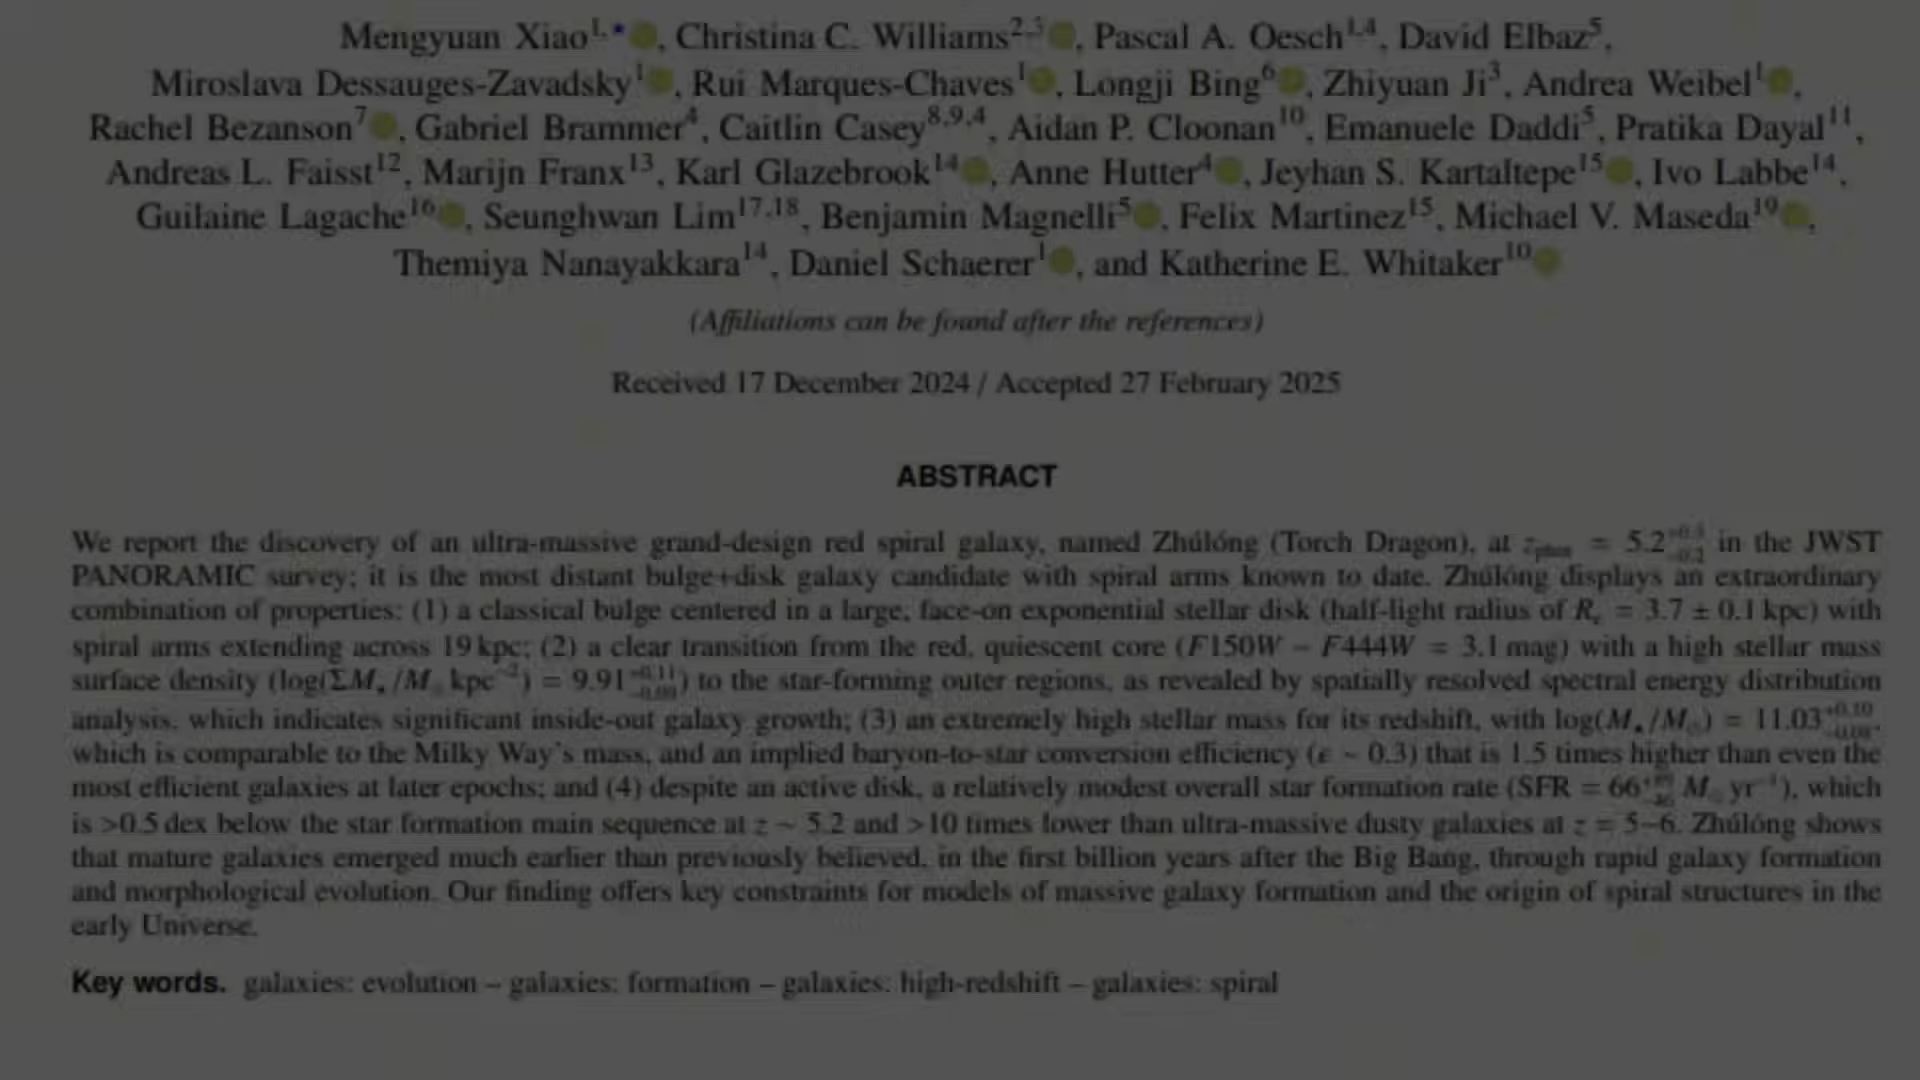 Mengyuan Xiao1,*, Christina C. Williams2,3, Pascal A. Oesch1,4, David Elbaz5,
Miroslava Dessauges-Zavadsky1, Rui Marques-Chaves1, Longji Bing6, Zhiyuan Ji3, Andrea Weibel1,
Rachel Bezanson7, Gabriel Brammer4, Caitlin Casey8,9,4, Aidan P. Cloonan10, Emanuele Daddi5, Pratika Dayal11,
Andreas L. Faisst12, Marijn Franx13, Karl Glazebrook14, Anne Hutter4, Jeyhan S. Kartaltepe15, Ivo Labbe14,
Guilaine Lagache16, Seunghwan Lim17,18, Benjamin Magnelli5, Felix Martinez15, Michael V. Maseda19,
Themiya Nanayakkara14, Daniel Schaerer1, and Katherine E. Whitaker10
(Affiliations can be found after the references)
Received 17 December 2024 / Accepted 27 February 2025
ABSTRACT
We report the discovery of an ultra-massive grand-design red spiral galaxy, named Zhúlóng (Torch Dragon), at z = 5.2 in the JWST
PANORAMIC survey; it is the most distant bulge+disk galaxy candidate with spiral arms known to date. Zhúlóng displays an extraordinary
combination of properties: (1) a classical bulge centered in a large, face-on exponential stellar disk (half-light radius of Re = 3.7 ± 0.1 kpc) with
spiral arms extending across 19 kpc; (2) a clear transition from the red, quiescent core (F150W − F444W = 3.1 mag) with a high stellar mass
surface density (log(ΣM⋆/M⊙ kpc−2) = 9.91) to the star-forming outer regions, as revealed by spatially resolved spectral energy distribution
analysis, which indicates significant inside-out galaxy growth; (3) an extremely high stellar mass for its redshift, with log(M⋆/M⊙) = 11.03,
which is comparable to the Milky Way's mass, and an implied baryon-to-star conversion efficiency (ϵ ∼ 0.3) that is 1.5 times higher than even the
most efficient galaxies at later epochs; and (4) despite an active disk, a relatively modest overall star formation rate (SFR = 66 M⊙ yr−1), which
is >0.5 dex below the star formation main sequence at z ∼ 5.2 and >10 times lower than ultra-massive dusty galaxies at z = 5–6. Zhúlóng shows
that mature galaxies emerged much earlier than previously believed, in the first billion years after the Big Bang, through rapid galaxy formation
and morphological evolution. Our finding offers key constraints for models of massive galaxy formation and the origin of spiral structures in the
early Universe.
Key words. galaxies: evolution – galaxies: formation – galaxies: high-redshift – galaxies: spiral